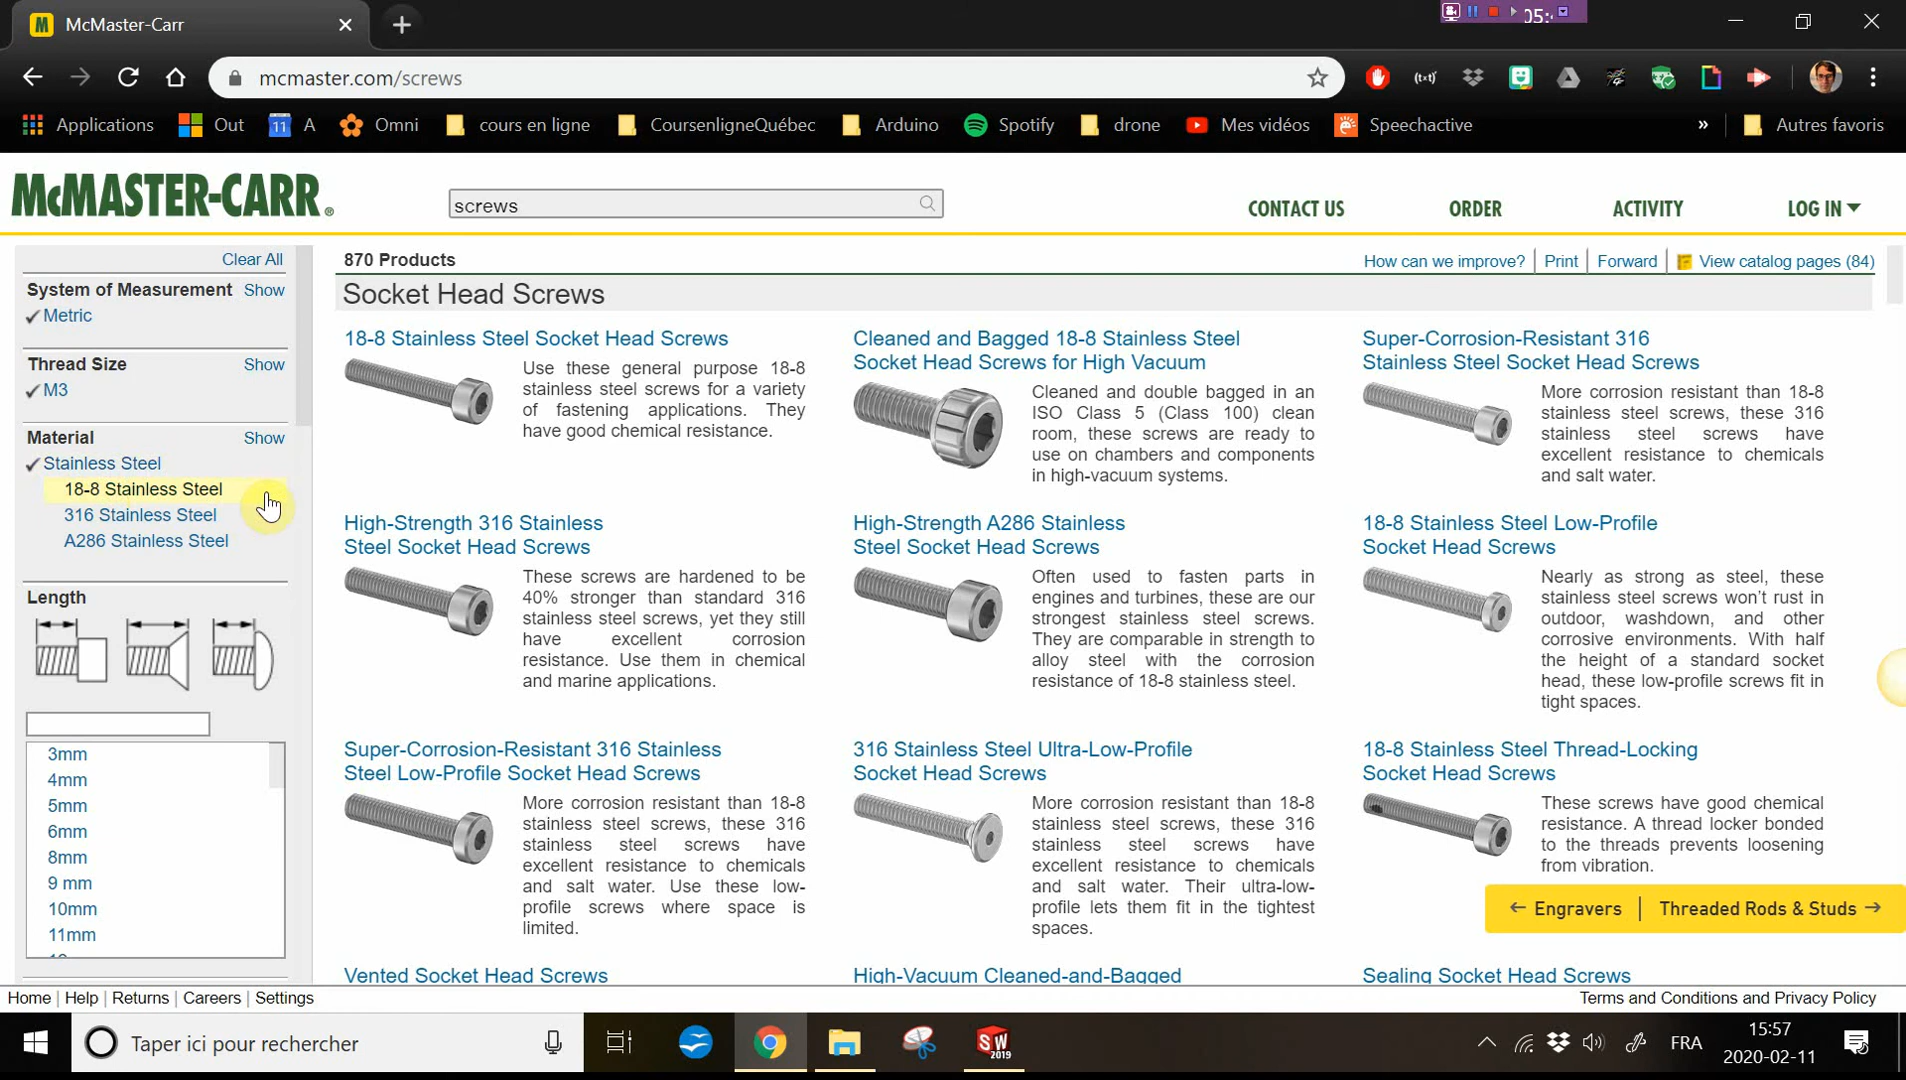 McMaster-Carr
mcmaster.com/screws
Applications Out 11 A Omni cours en ligne CoursenligneQuébec Arduino Spotify drone Mes vidéos Speechactive » Autres favoris
McMASTER-CARR®
screws
CONTACT US ORDER ACTIVITY LOG IN
Clear All
System of Measurement Show
Metric
Thread Size Show
M3
Material Show
Stainless Steel
18-8 Stainless Steel
316 Stainless Steel
A286 Stainless Steel
Length
3mm
4mm
5mm
6mm
8mm
9 mm
10mm
11mm
870 Products
How can we improve? Print Forward View catalog pages (84)
Socket Head Screws
18-8 Stainless Steel Socket Head Screws
Use these general purpose 18-8
stainless steel screws for a variety
of fastening applications. They
have good chemical resistance.
Cleaned and Bagged 18-8 Stainless Steel
Socket Head Screws for High Vacuum
Cleaned and double bagged in an
ISO Class 5 (Class 100) clean
room, these screws are ready to
use on chambers and components
in high-vacuum systems.
Super-Corrosion-Resistant 316
Stainless Steel Socket Head Screws
More corrosion resistant than 18-8
stainless steel screws, these 316
stainless steel screws have
excellent resistance to chemicals
and salt water.
High-Strength 316 Stainless
Steel Socket Head Screws
These screws are hardened to be
40% stronger than standard 316
stainless steel screws, yet they still
have excellent corrosion
resistance. Use them in chemical
and marine applications.
High-Strength A286 Stainless
Steel Socket Head Screws
Often used to fasten parts in
engines and turbines, these are our
strongest stainless steel screws.
They are comparable in strength to
alloy steel with the corrosion
resistance of 18-8 stainless steel.
18-8 Stainless Steel Low-Profile
Socket Head Screws
Nearly as strong as steel, these
stainless steel screws won't rust in
outdoor, washdown, and other
corrosive environments. With half
the height of a standard socket
head, these low-profile screws fit in
tight spaces.
Super-Corrosion-Resistant 316 Stainless
Steel Low-Profile Socket Head Screws
More corrosion resistant than 18-8
stainless steel screws, these 316
stainless steel screws have
excellent resistance to chemicals
and salt water. Use these low-
profile screws where space is
limited.
316 Stainless Steel Ultra-Low-Profile
Socket Head Screws
More corrosion resistant than 18-8
stainless steel screws, these 316
stainless steel screws have
excellent resistance to chemicals
and salt water. Their ultra-low-
profile lets them fit in the tightest
spaces.
18-8 Stainless Steel Thread-Locking
Socket Head Screws
These screws have good chemical
resistance. A thread locker bonded
to the threads prevents loosening
from vibration.
← Engravers | Threaded Rods & Studs →
Vented Socket Head Screws
High-Vacuum Cleaned-and-Bagged
Sealing Socket Head Screws
Home | Help | Returns | Careers | Settings
Terms and Conditions and Privacy Policy
Taper ici pour rechercher
SW
2019
FRA
15:57
2020-02-11